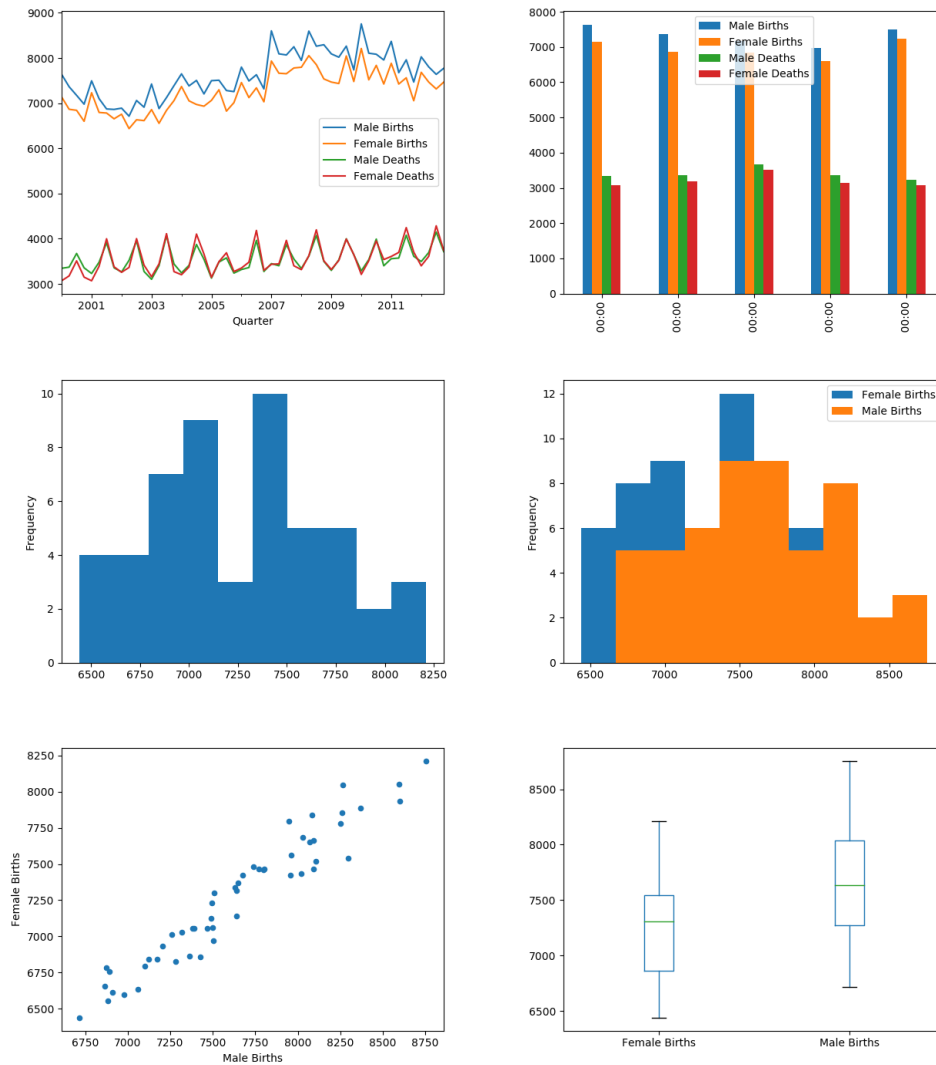 9000
8000
7000
6000
5000
4000
3000
2001 2003 2005 2007 2009 2011
Quarter
Male Births
Female Births
Male Deaths
Female Deaths
8000
7000
6000
5000
4000
3000
2000
1000
0
00:00 00:00 00:00 00:00 00:00
Male Births
Female Births
Male Deaths
Female Deaths
10
8
6
4
2
0
Frequency
6500 6750 7000 7250 7500 7750 8000 8250
12
10
8
6
4
2
0
Frequency
6500 7000 7500 8000 8500
Female Births
Male Births
8250
8000
7750
7500
7250
7000
6750
6500
Female Births
6750 7000 7250 7500 7750 8000 8250 8500 8750
Male Births
8500
8000
7500
7000
6500
Female Births Male Births